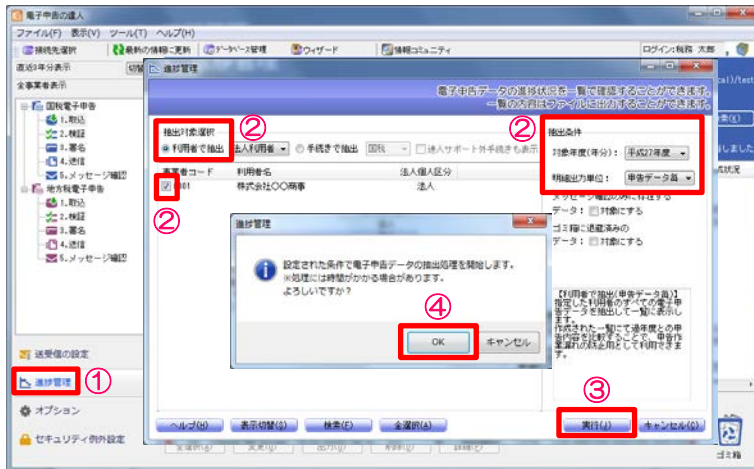 電子申告の達人
ファイル(F) 表示(V) ツール(T) ヘルプ(H)
接続先選択 最新の情報に更新 データベース管理 ウィザード 情報コミュニティ ログイン:税務 太郎
直近3年分表示 切替
全事業者表示
国税電子申告
1.取込
2.検証
3.署名
4.送信
5.メッセージ確認
地方税電子申告
1.取込
2.検証
3.署名
4.送信
5.メッセージ確認
送受信の設定
進捗管理 ①
オプション
セキュリティ例外設定
進捗管理
電子申告データの進捗状況を一覧で確認することができます。
一覧の内容はファイルに出力することができます。
抽出対象選択 ②
利用者で抽出 法人利用者 手続きで抽出 国税 達人サポート外手続きも表示
事業者コード 利用者名 法人個人区分
0001 株式会社〇〇商事 法人
②
② 抽出条件
対象年度(年分): 平成27年度
明細出力単位: 申告データ毎
メッセージ確認のみに存在する
データ: 対象にする
ゴミ箱に退避済みの
データ: 対象にする
【利用者で抽出(申告データ毎)】
指定した利用者のすべての電子申
告データを抽出して一覧に表示し
ます。
作成された一覧にて過年度との申
告内容を比較することで、申告作
業漏れの防止用として利用できま
す。
進捗管理
設定された条件で電子申告データの抽出処理を開始します。
※処理には時間がかかる場合があります。
よろしいですか?
④
OK キャンセル
③
ヘルプ(H) 表示切替(S) 検索(F) 全選択(A) 実行(J) キャンセル(C)
ゴミ箱